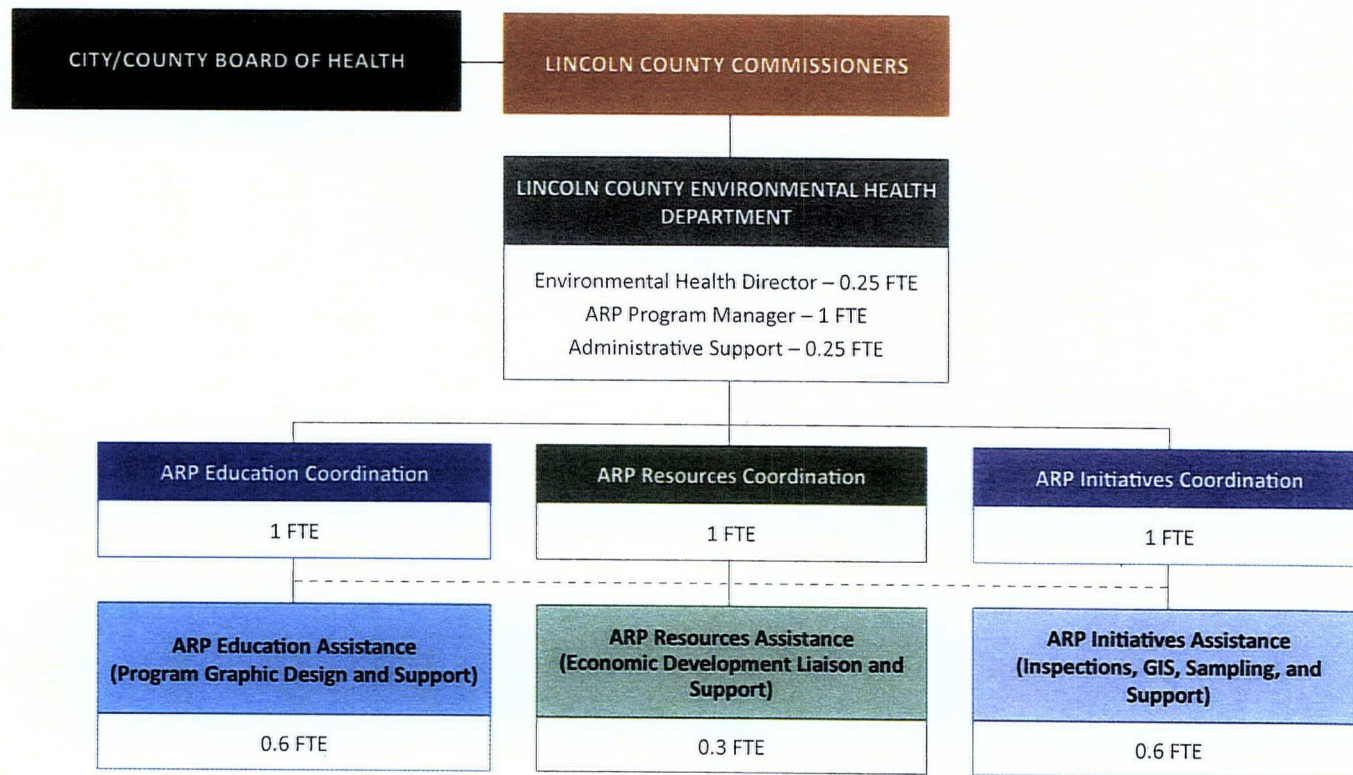 CITY/COUNTY BOARD OF HEALTH
LINCOLN COUNTY COMMISSIONERS
LINCOLN COUNTY ENVIRONMENTAL HEALTH
DEPARTMENT
Environmental Health Director – 0.25 FTE
ARP Program Manager – 1 FTE
Administrative Support – 0.25 FTE
ARP Education Coordination
1 FTE
ARP Resources Coordination
1 FTE
ARP Initiatives Coordination
1 FTE
ARP Education Assistance
(Program Graphic Design and Support)
0.6 FTE
ARP Resources Assistance
(Economic Development Liaison and
Support)
0.3 FTE
ARP Initiatives Assistance
(Inspections, GIS, Sampling, and
Support)
0.6 FTE